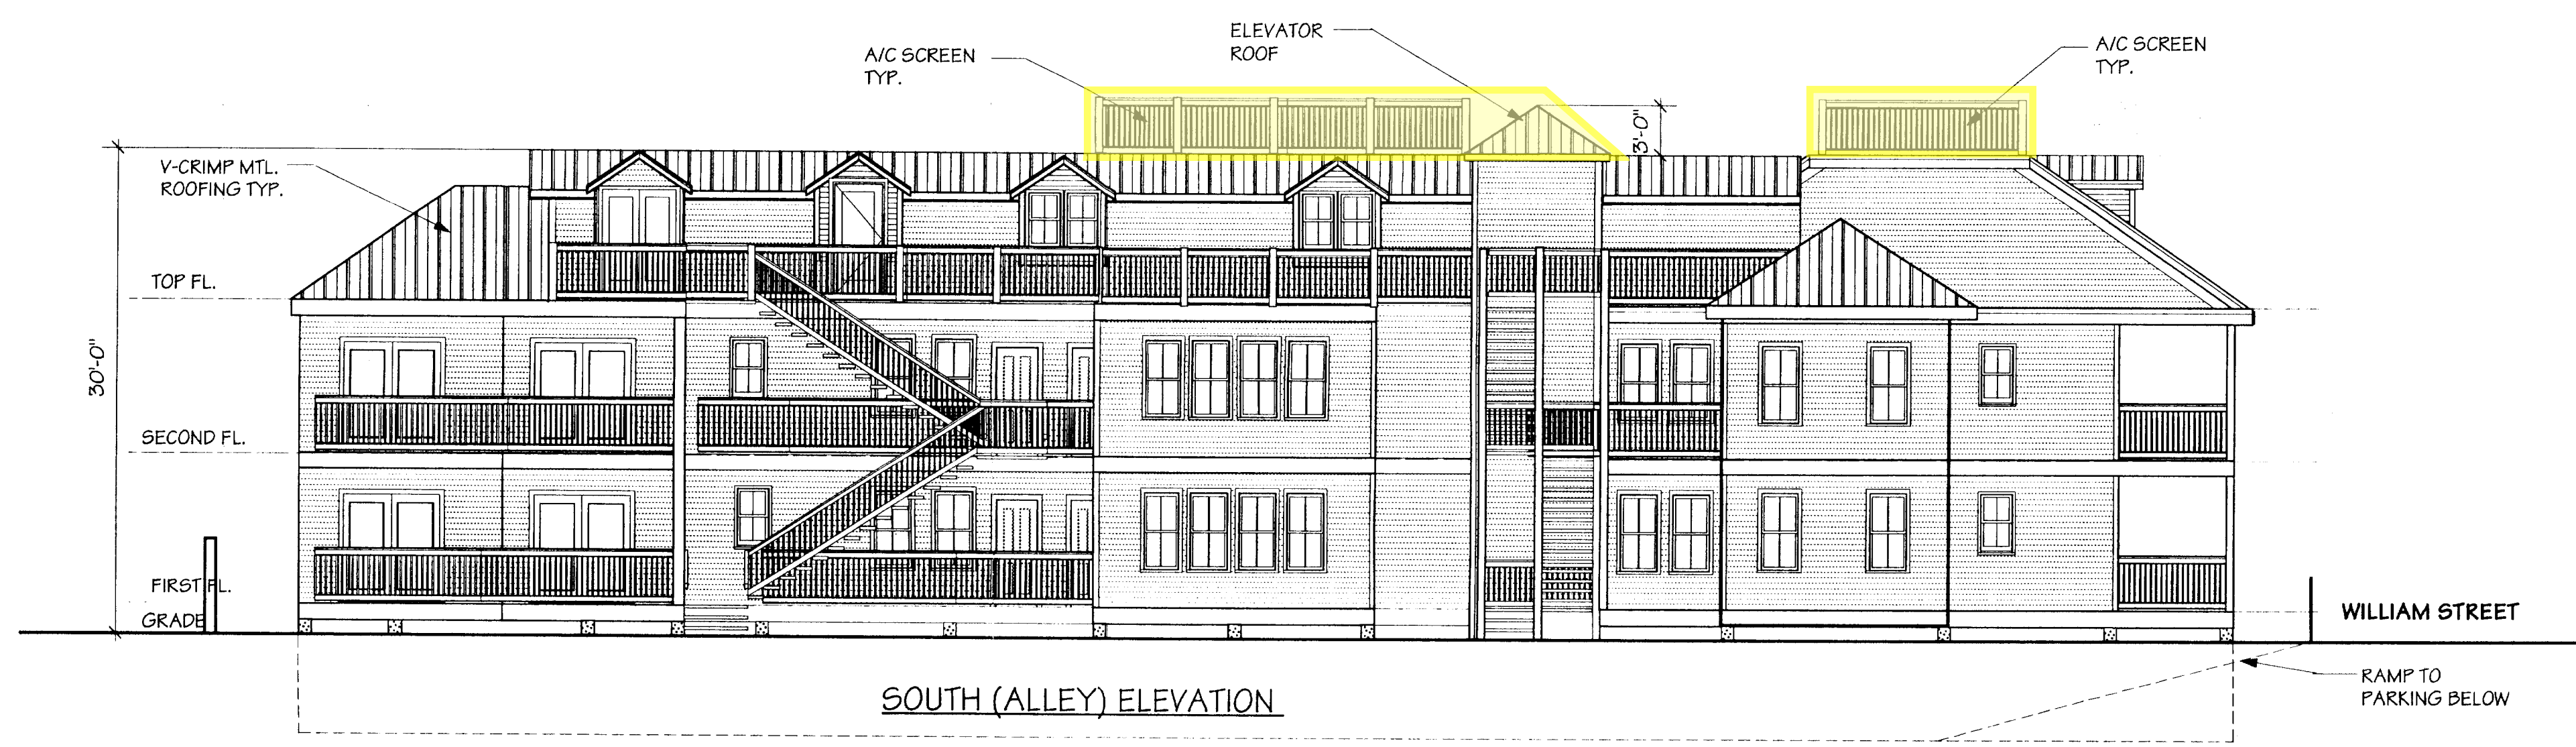 ELEVATOR
ROOF
A/C SCREEN
TYP.
A/C SCREEN
TYP.
3'-0"
V-CRIMP MTL.
ROOFING TYP.
30'-0"
TOP FL.
SECOND FL.
FIRST FL.
GRADE
WILLIAM STREET
RAMP TO
PARKING BELOW
SOUTH (ALLEY) ELEVATION